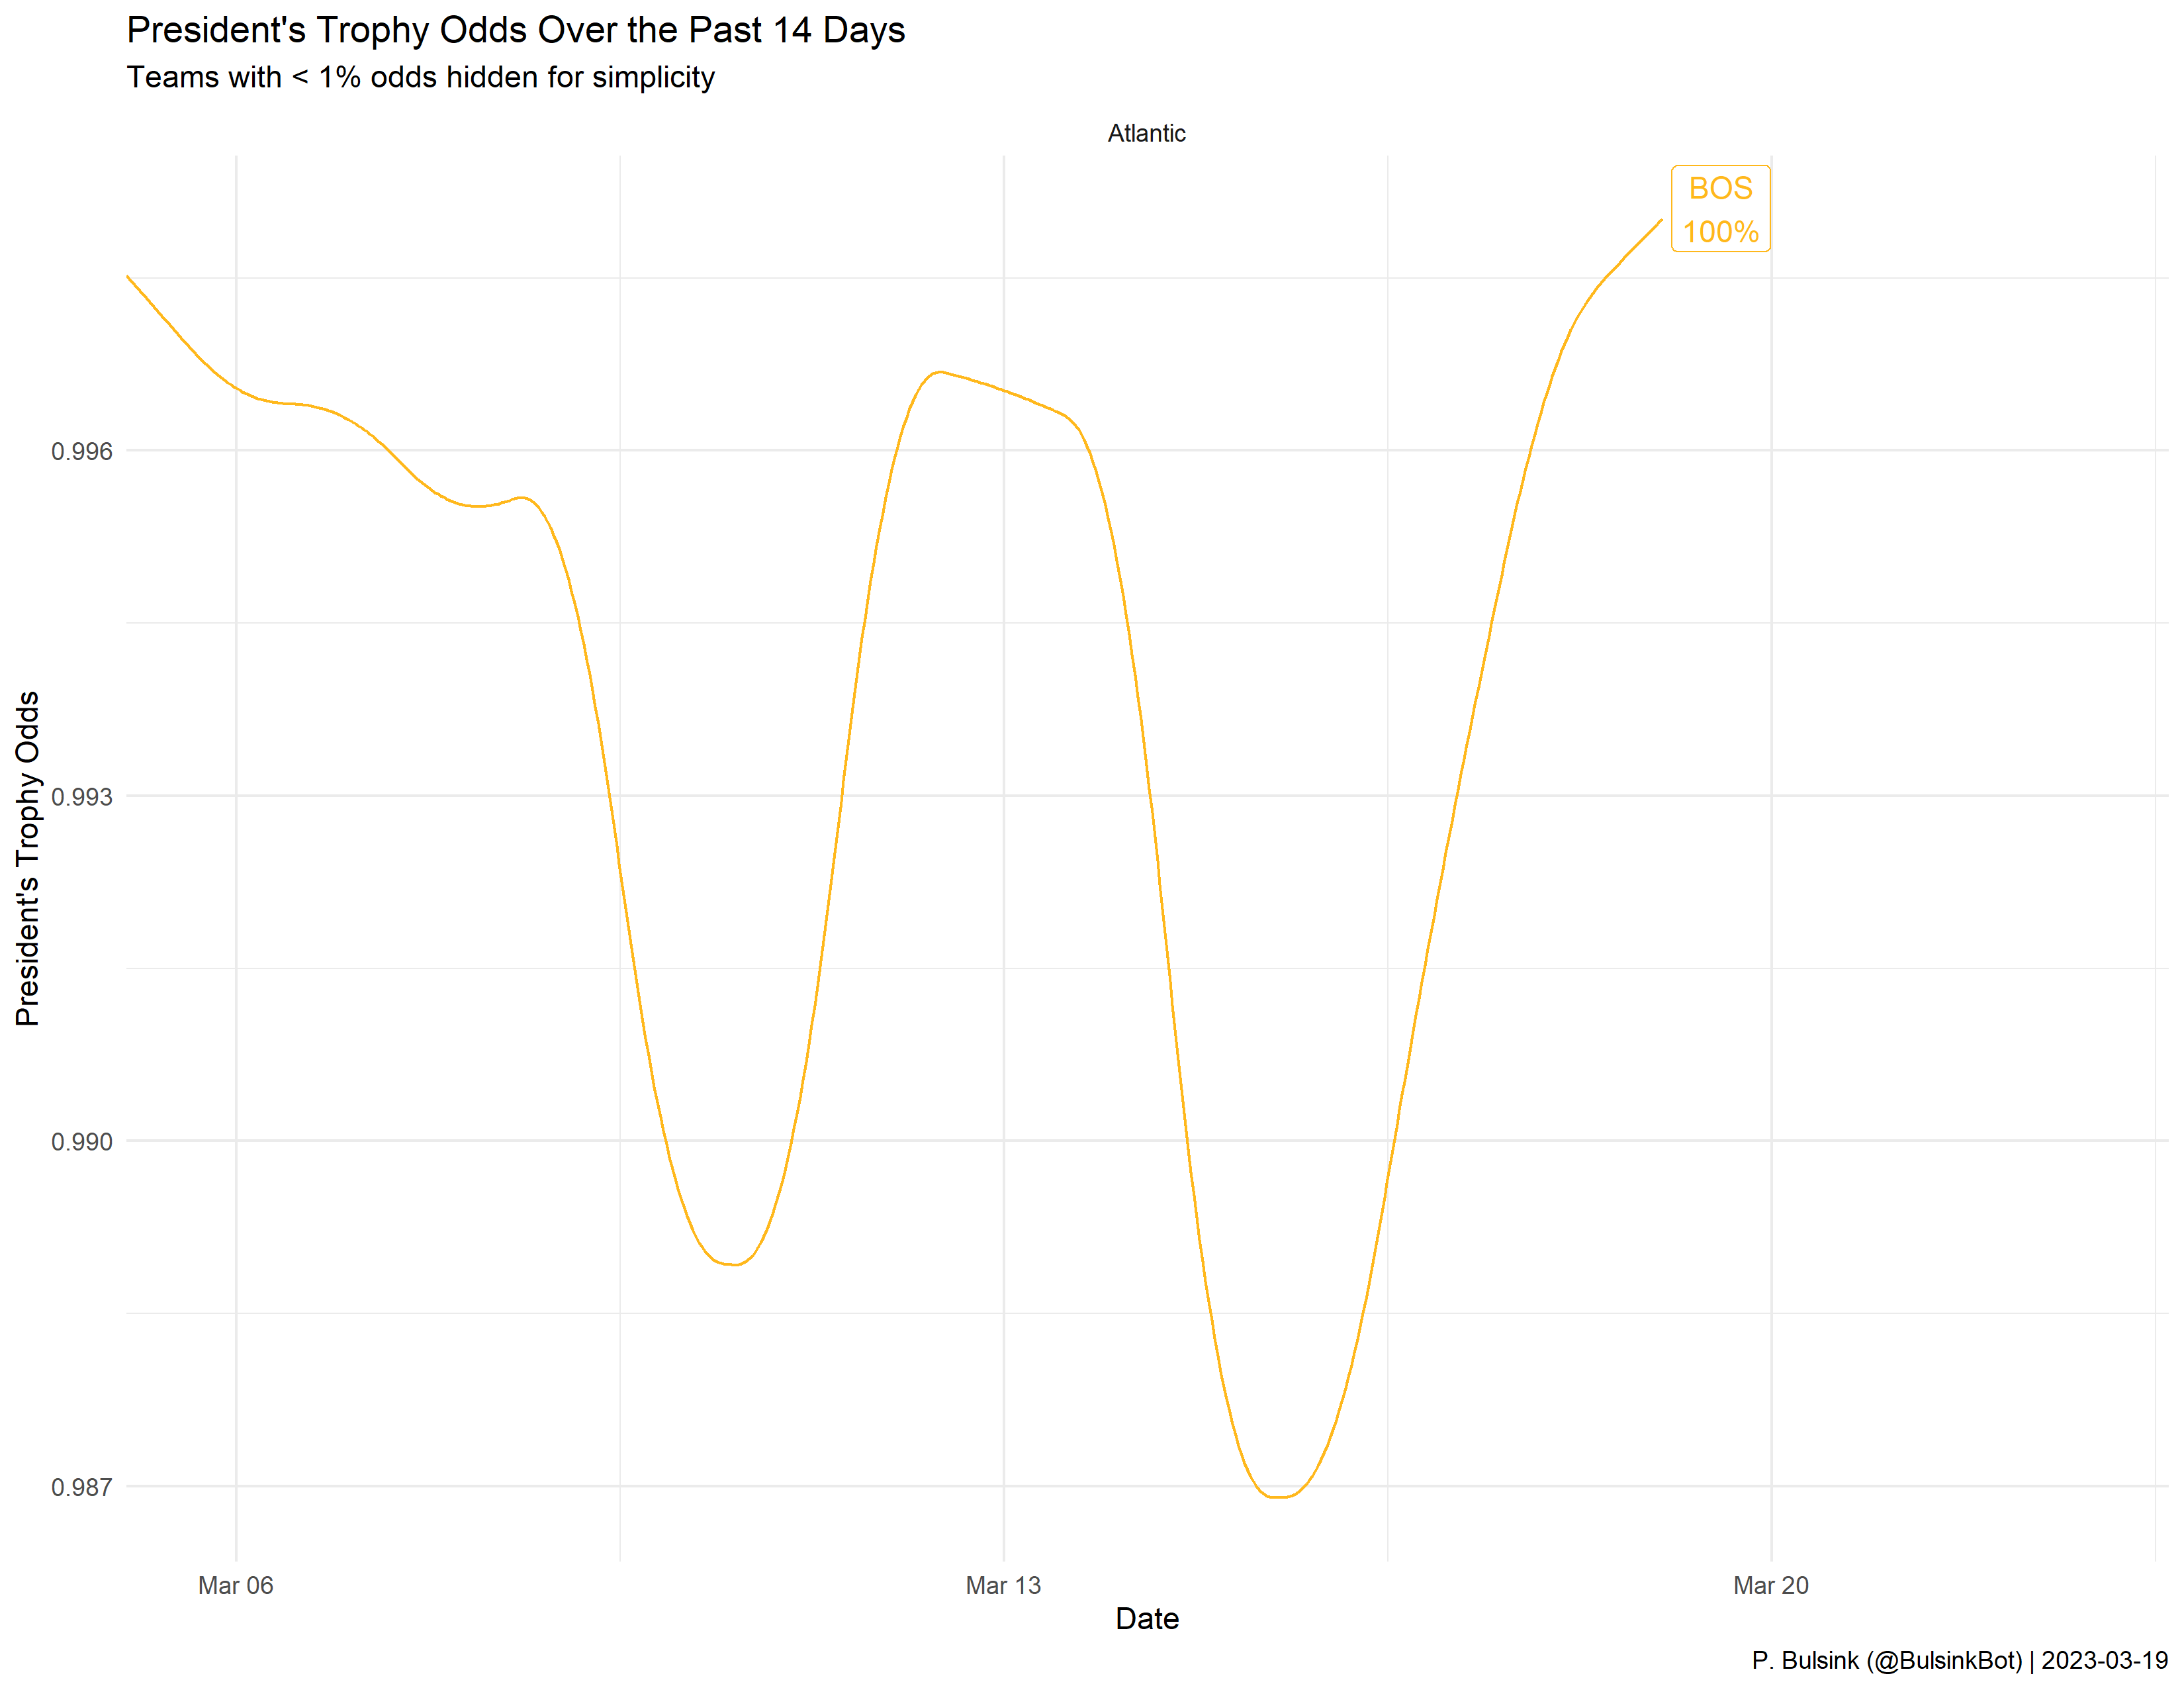 President's Trophy Odds Over the Past 14 Days
Teams with < 1% odds hidden for simplicity
Atlantic
BOS
100%
0.996
0.993
0.990
0.987
President's Trophy Odds
Mar 06
Mar 13
Mar 20
Date
P. Bulsink (@BulsinkBot) | 2023-03-19